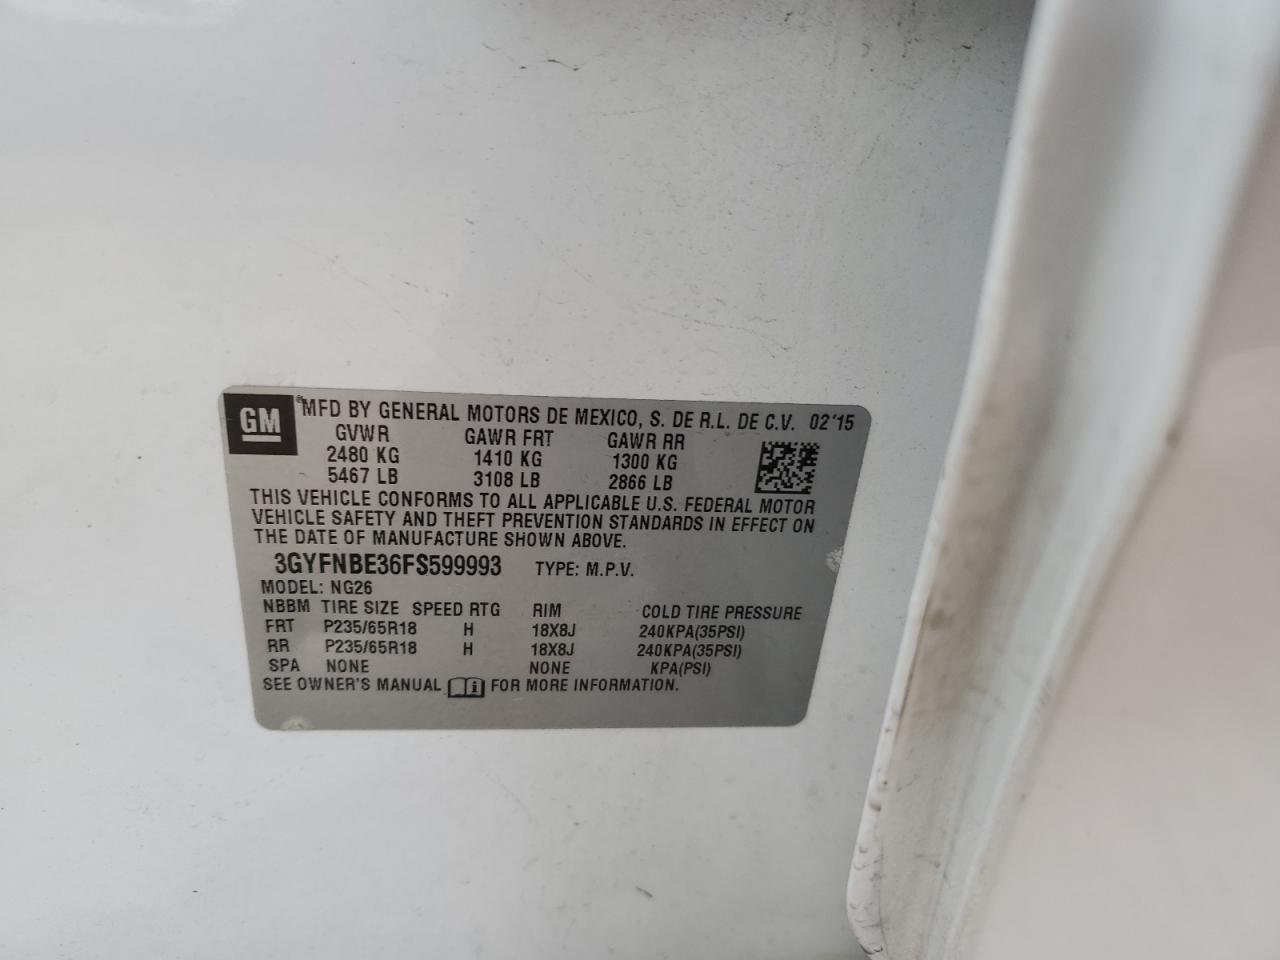 GM ® MFD BY GENERAL MOTORS DE MEXICO, S. DE R.L. DE C.V. 02'15
GVWR GAWR FRT GAWR RR
2480 KG 1410 KG 1300 KG
5467 LB 3108 LB 2866 LB
THIS VEHICLE CONFORMS TO ALL APPLICABLE U.S. FEDERAL MOTOR
VEHICLE SAFETY AND THEFT PREVENTION STANDARDS IN EFFECT ON
THE DATE OF MANUFACTURE SHOWN ABOVE.
3GYFNBE36FS599993 TYPE: M.P.V.
MODEL: NG26
NBBM TIRE SIZE SPEED RTG RIM COLD TIRE PRESSURE
FRT P235/65R18 H 18X8J 240KPA(35PSI)
RR P235/65R18 H 18X8J 240KPA(35PSI)
SPA NONE NONE KPA(PSI)
SEE OWNER'S MANUAL i FOR MORE INFORMATION.